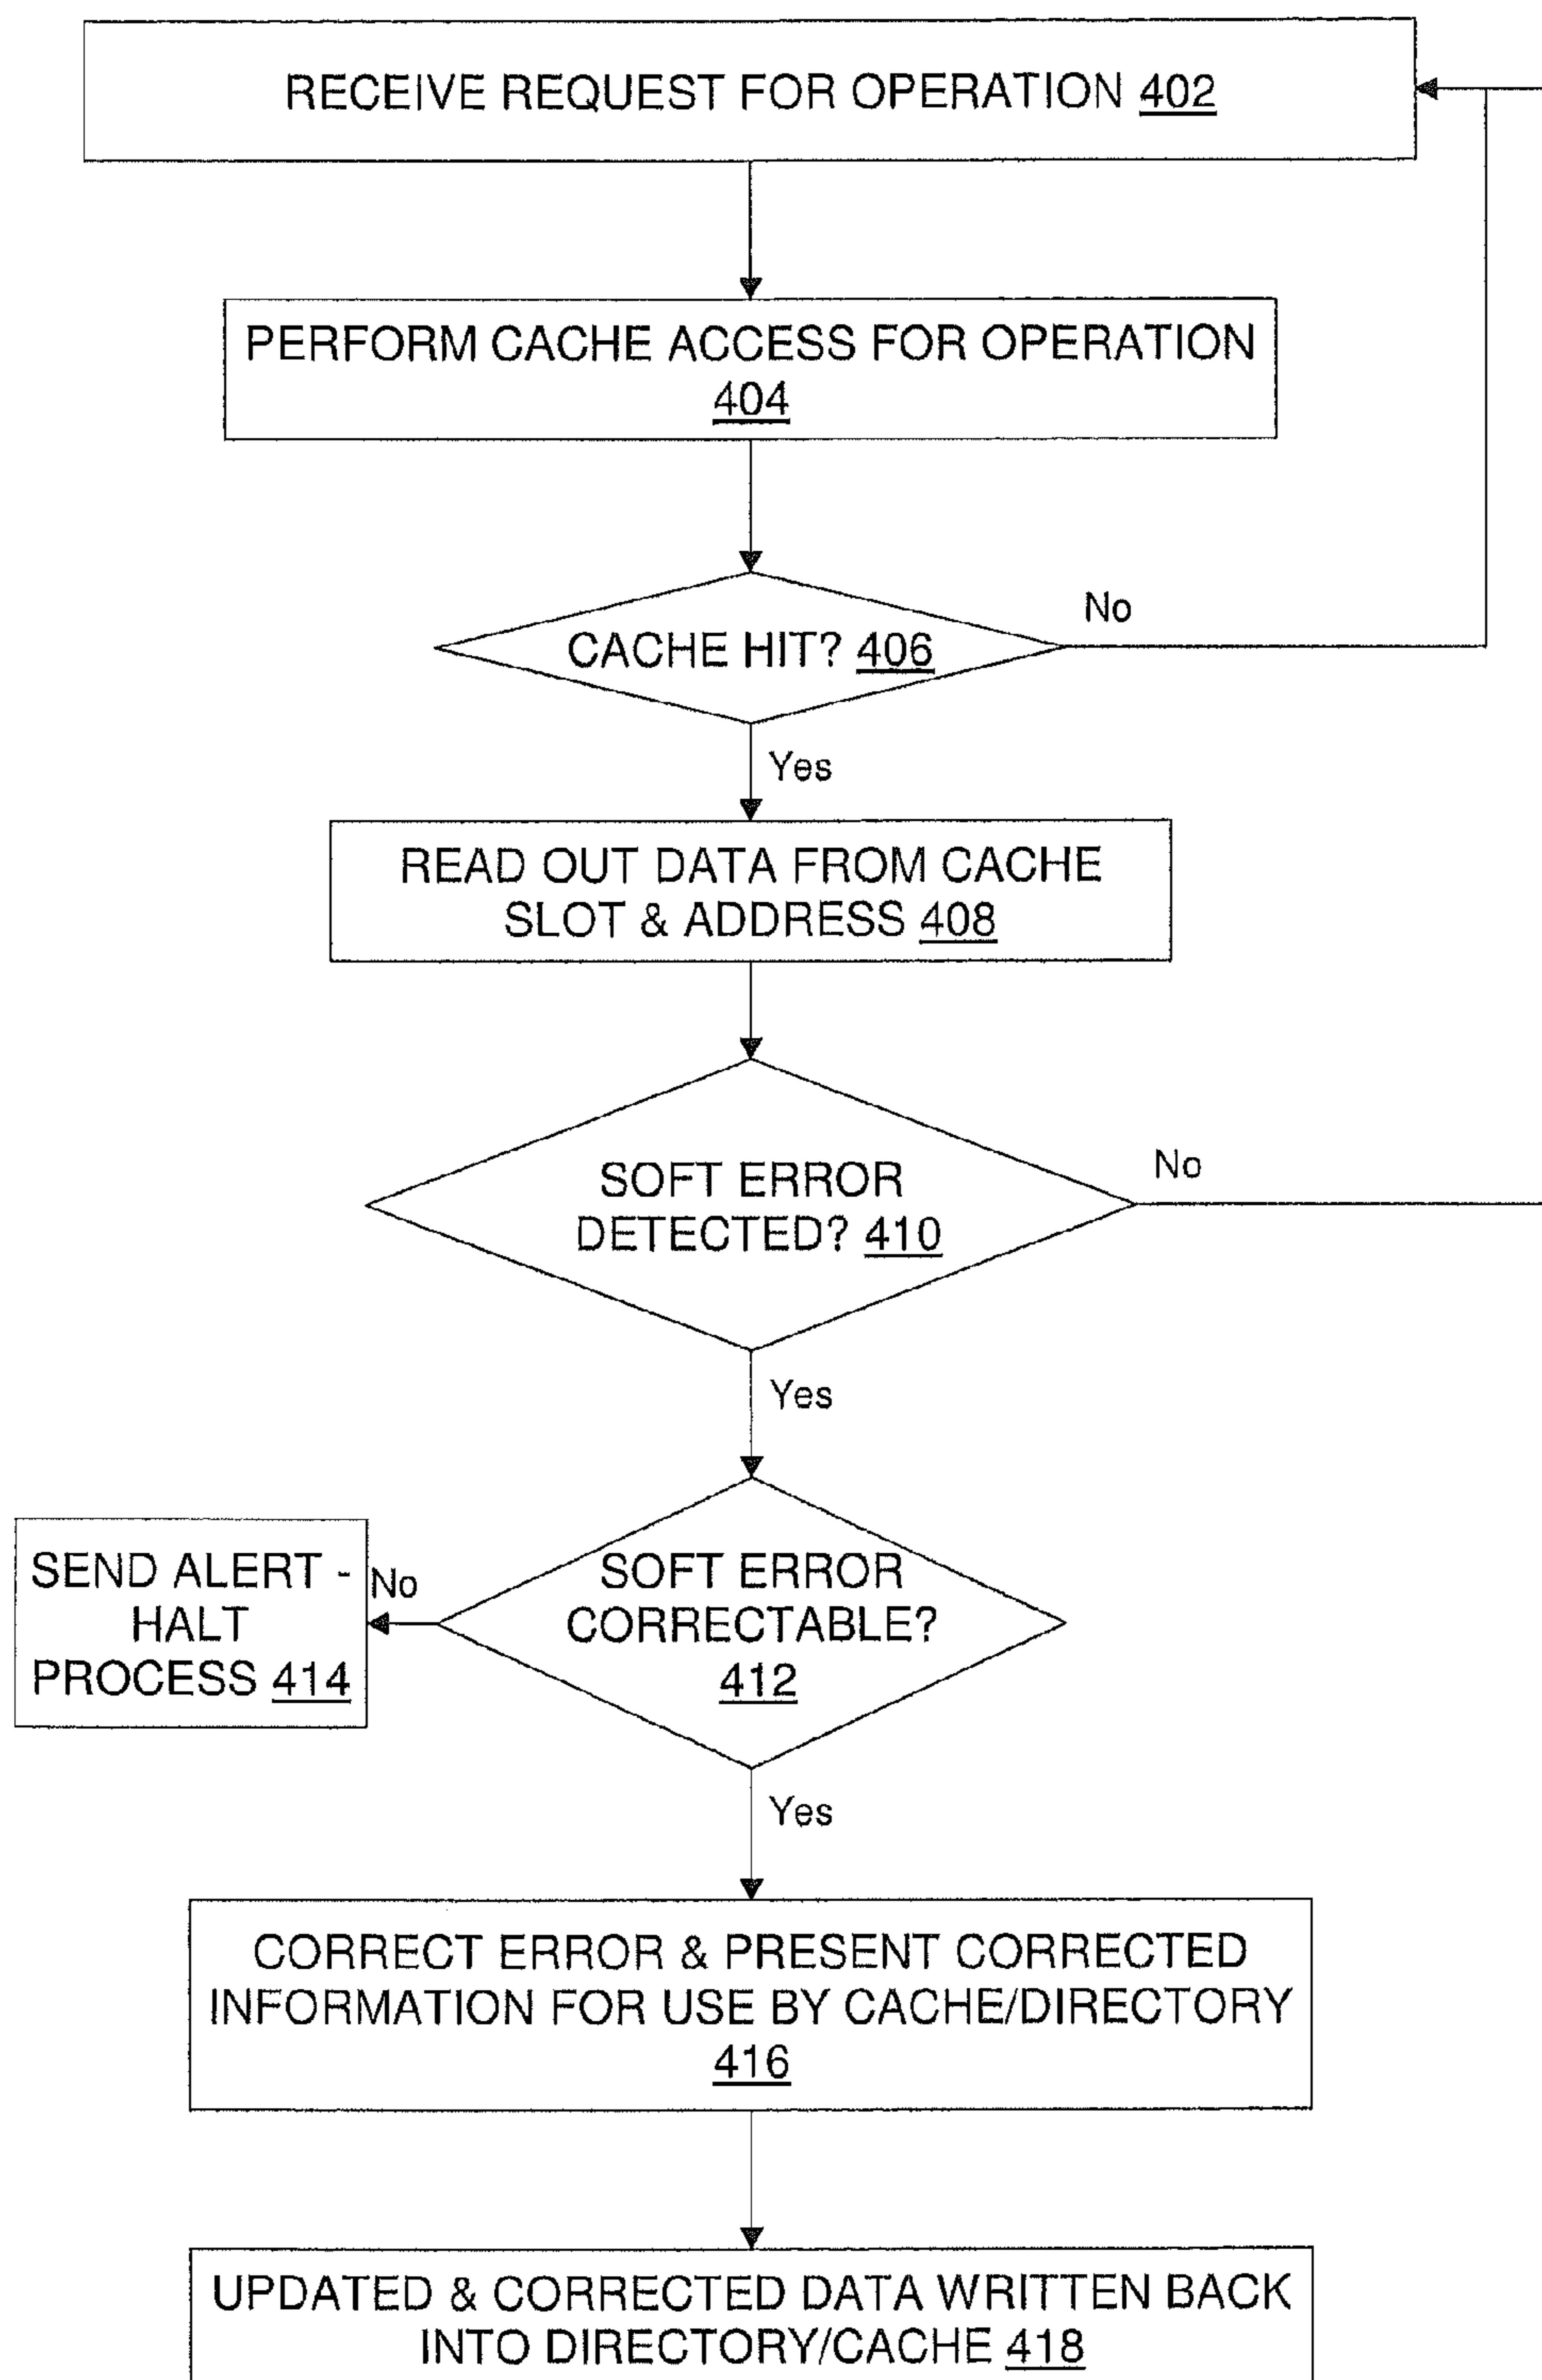 RECEIVE REQUEST FOR OPERATION 402
PERFORM CACHE ACCESS FOR OPERATION
404
CACHE HIT? 406
No
Yes
READ OUT DATA FROM CACHE
SLOT & ADDRESS 408
SOFT ERROR
DETECTED? 410
No
Yes
SEND ALERT -
HALT
PROCESS 414
No
SOFT ERROR
CORRECTABLE?
412
Yes
CORRECT ERROR & PRESENT CORRECTED
INFORMATION FOR USE BY CACHE/DIRECTORY
416
UPDATED & CORRECTED DATA WRITTEN BACK
INTO DIRECTORY/CACHE 418